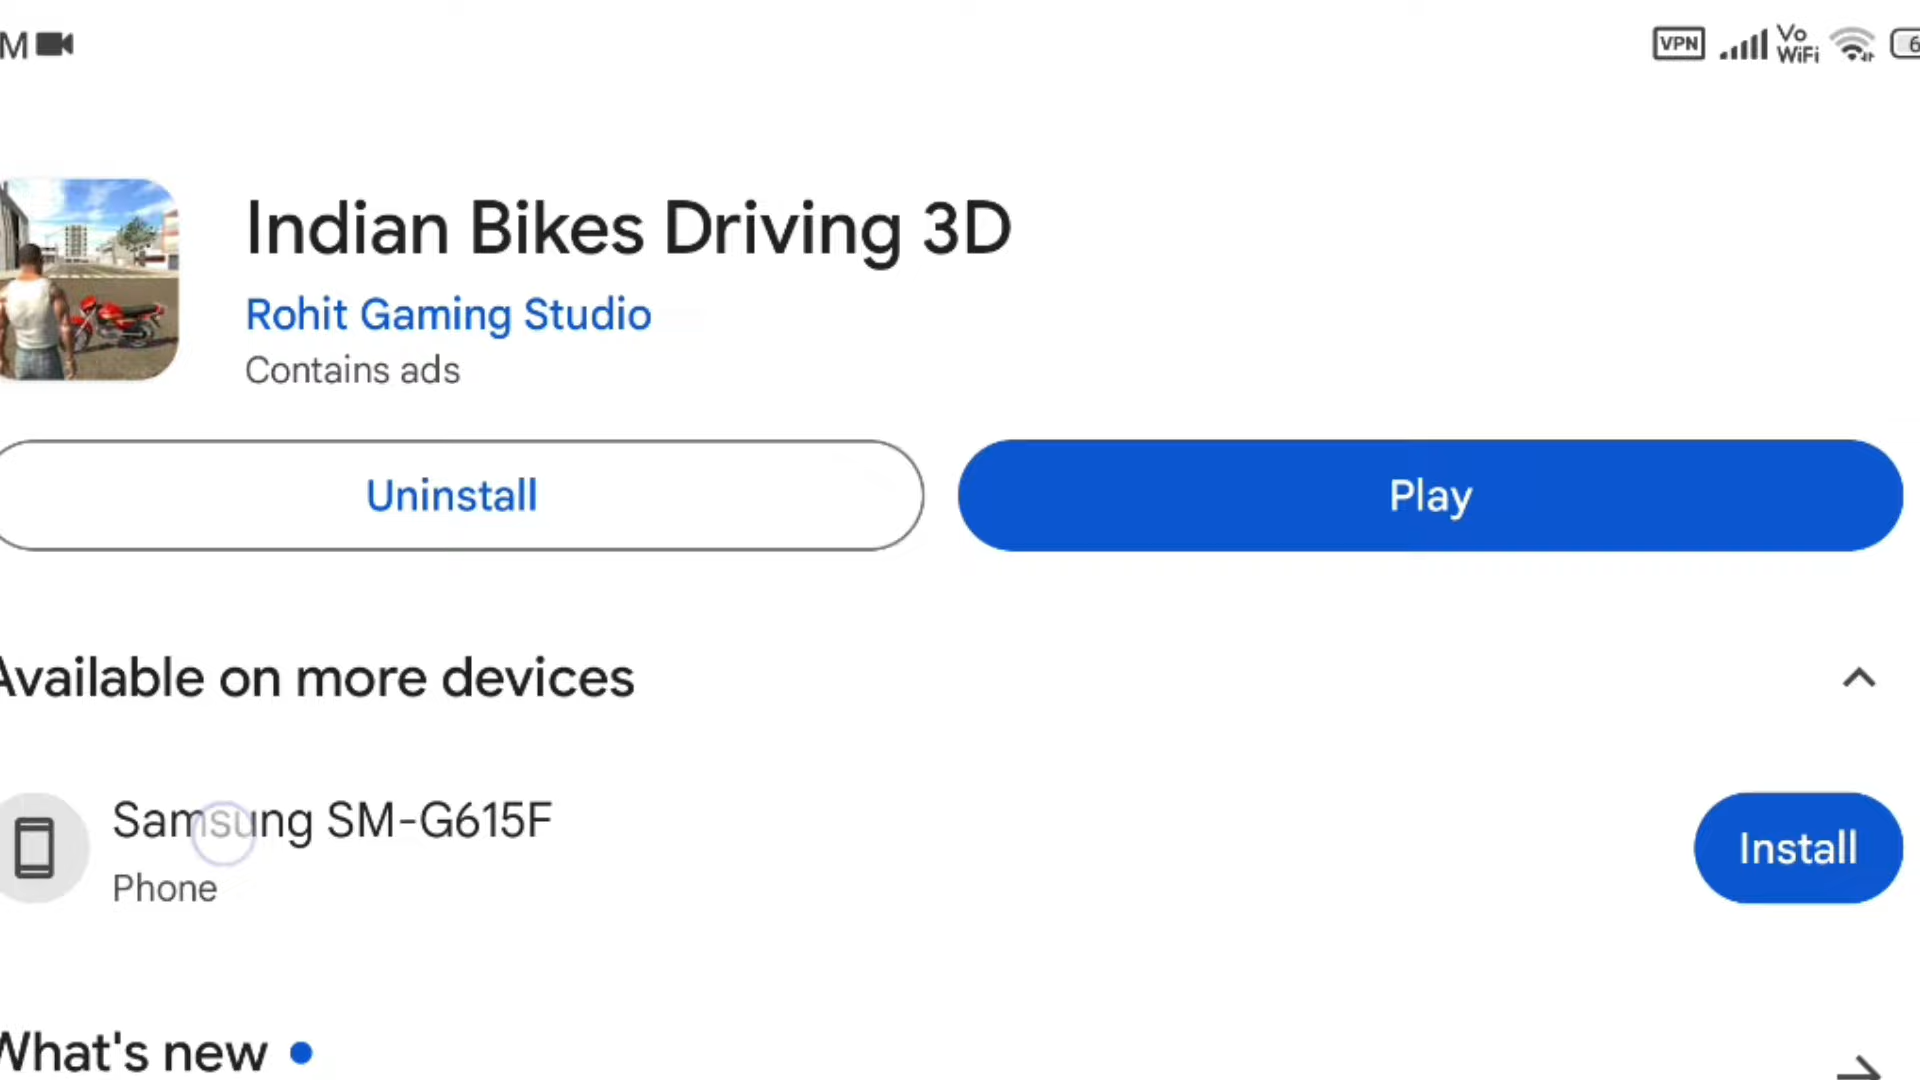 M
VPN
Vo
WiFi
6
Indian Bikes Driving 3D
Rohit Gaming Studio
Contains ads
Uninstall
Play
Available on more devices
Samsung SM-G615F
Phone
Install
What's new